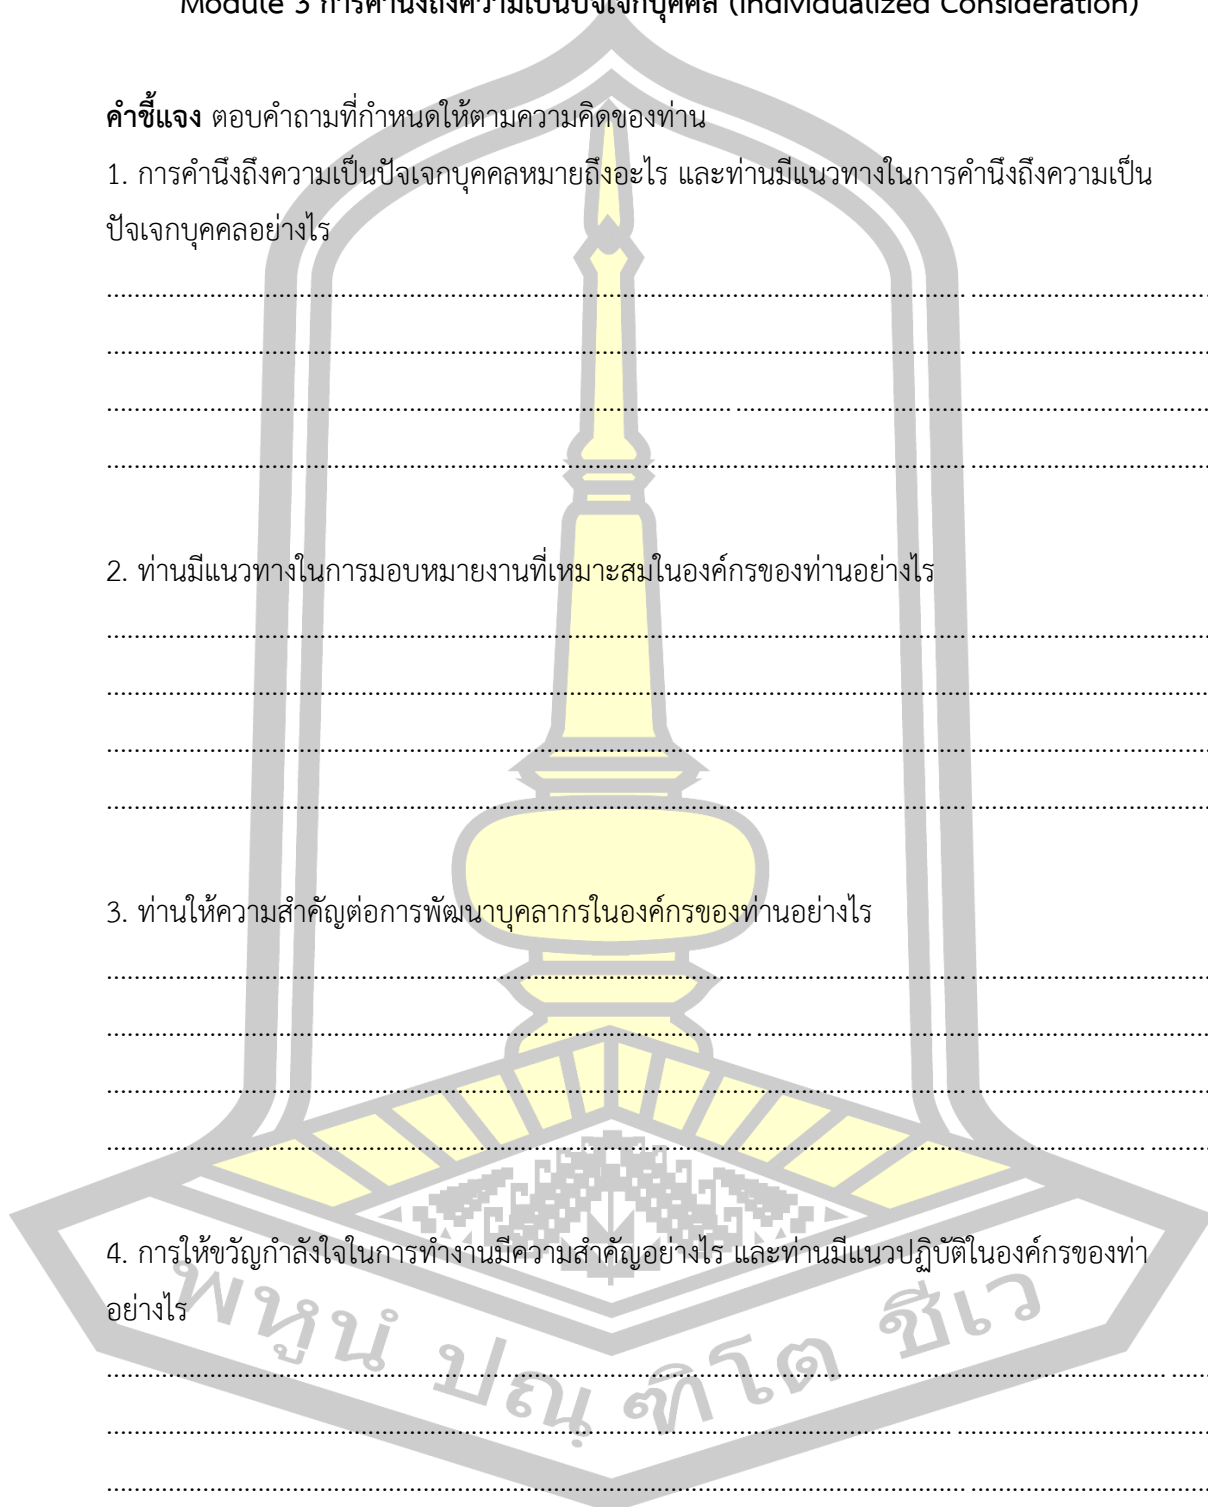 Module 3 การคำนึงถึงความเป็นปัจเจกบุคคล (Individualized Consideration)
คำชี้แจง ตอบคำถามที่กำหนดให้ตามความคิดของท่าน
1. การคำนึงถึงความเป็นปัจเจกบุคคลหมายถึงอะไร และท่านมีแนวทางในการคำนึงถึงความเป็น
ปัจเจกบุคคลอย่างไร
2. ท่านมีแนวทางในการมอบหมายงานที่เหมาะสมในองค์กรของท่านอย่างไร
3. ท่านให้ความสำคัญต่อการพัฒนาบุคลากรในองค์กรของท่านอย่างไร
4. การให้ขวัญกำลังใจในการทำงานมีความสำคัญอย่างไร และท่านมีแนวปฏิบัติในองค์กรของท่า
อย่างไร
พหูนํ ปณฺฑิโต ชีเว